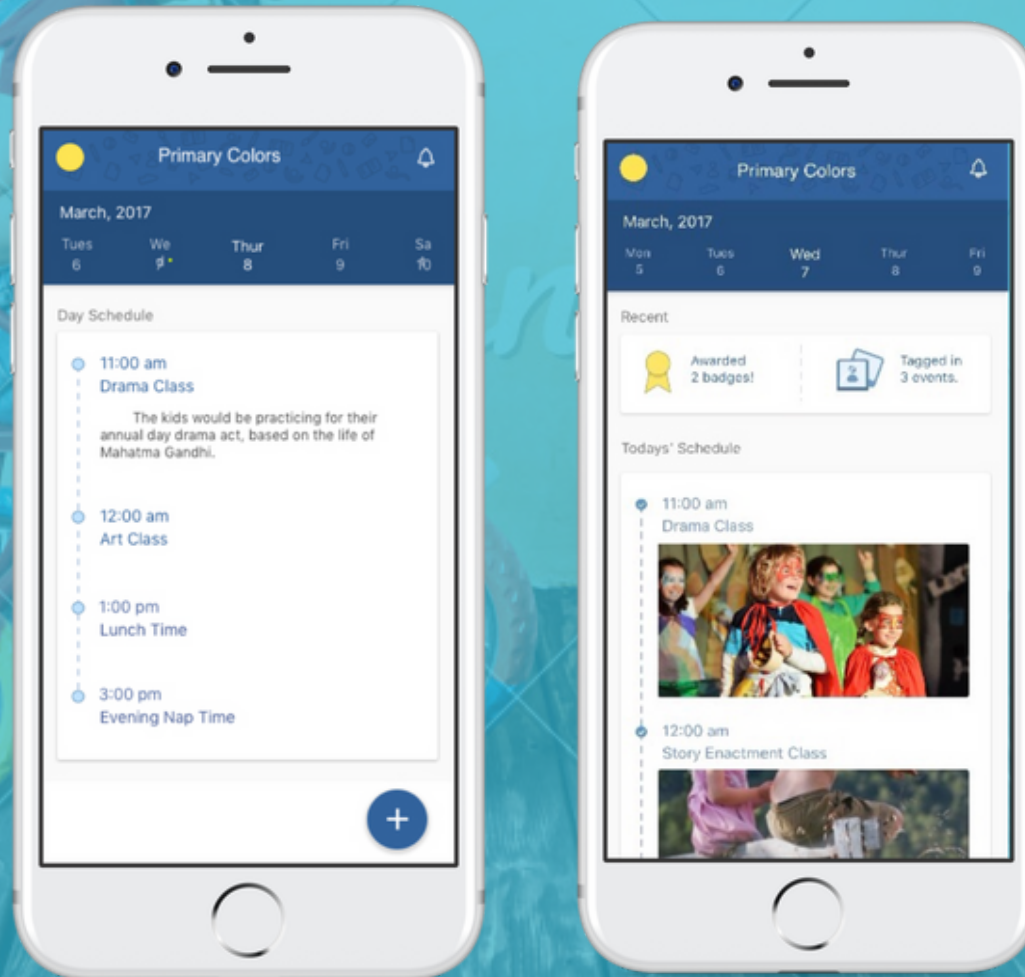 Primary Colors
March, 2017
Tues We Thur Fri Sa
6 8 9 10
Day Schedule
11:00 am
Drama Class
The kids would be practicing for their
annual day drama act, based on the life of
Mahatma Gandhi.
12:00 am
Art Class
1:00 pm
Lunch Time
3:00 pm
Evening Nap Time
+
Primary Colors
March, 2017
Mon Tues Wed Thur Fri
5 6 7 8 9
Recent
Awarded
2 badges!
Tagged in
3 events.
Todays' Schedule
11:00 am
Drama Class
12:00 am
Story Enactment Class